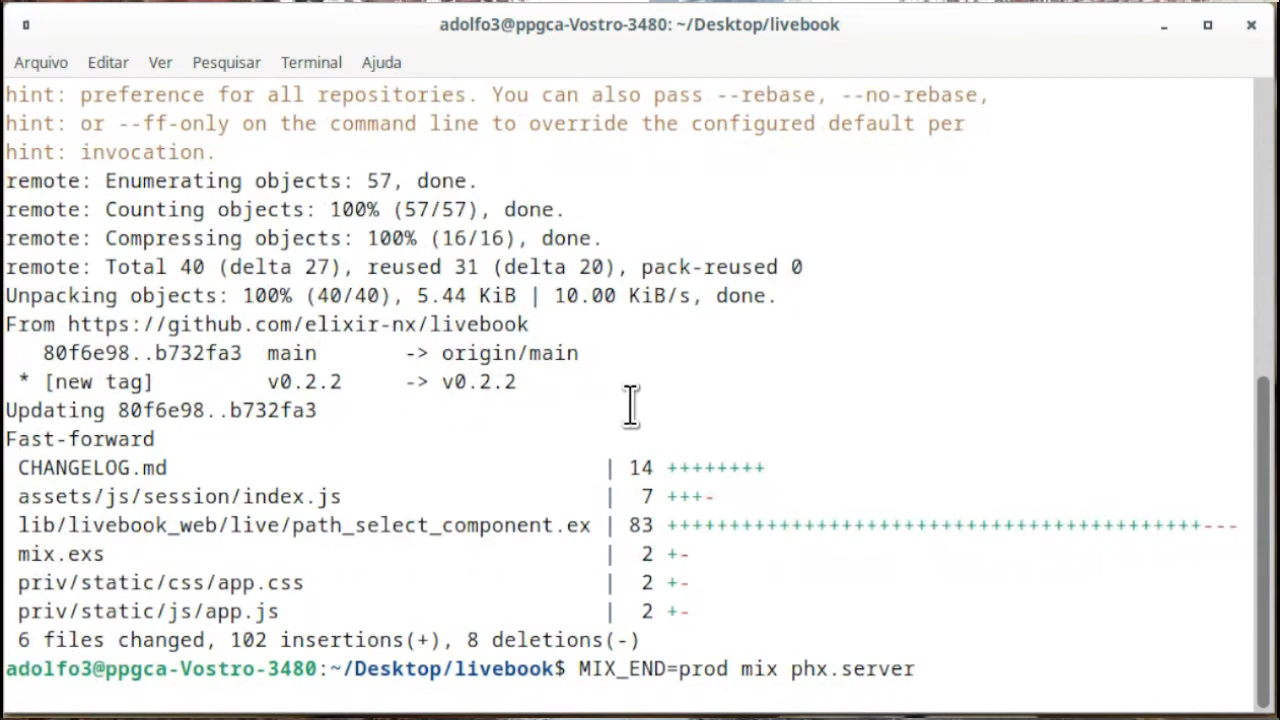 adolfo3@ppgca-Vostro-3480: ~/Desktop/livebook
Arquivo Editar Ver Pesquisar Terminal Ajuda
hint: preference for all repositories. You can also pass --rebase, --no-rebase,
hint: or --ff-only on the command line to override the configured default per
hint: invocation.
remote: Enumerating objects: 57, done.
remote: Counting objects: 100% (57/57), done.
remote: Compressing objects: 100% (16/16), done.
remote: Total 40 (delta 27), reused 31 (delta 20), pack-reused 0
Unpacking objects: 100% (40/40), 5.44 KiB | 10.00 KiB/s, done.
From https://github.com/elixir-nx/livebook
   80f6e98..b732fa3  main       -> origin/main
 * [new tag]         v0.2.2     -> v0.2.2
Updating 80f6e98..b732fa3
Fast-forward
 CHANGELOG.md                                   | 14 ++++++++
 assets/js/session/index.js                     |  7 +++-
 lib/livebook_web/live/path_select_component.ex | 83 +++++++++++++++++++++++++++++++++++++++++++---
 mix.exs                                        |  2 +-
 priv/static/css/app.css                        |  2 +-
 priv/static/js/app.js                          |  2 +-
 6 files changed, 102 insertions(+), 8 deletions(-)
adolfo3@ppgca-Vostro-3480:~/Desktop/livebook$ MIX_END=prod mix phx.server